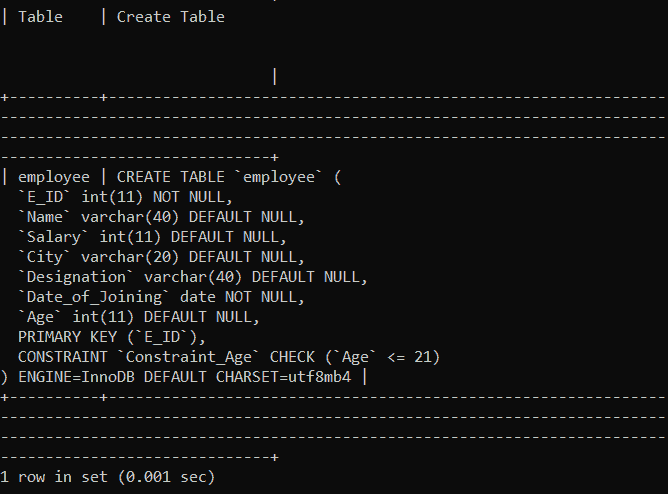 | Table    | Create Table
|
+----------+--------------------------------------------------------------
--------------------------------------------------------------------------
--------------------------------------------------------------------------
------------------------------+
| employee | CREATE TABLE `employee` (
  `E_ID` int(11) NOT NULL,
  `Name` varchar(40) DEFAULT NULL,
  `Salary` int(11) DEFAULT NULL,
  `City` varchar(20) DEFAULT NULL,
  `Designation` varchar(40) DEFAULT NULL,
  `Date_of_Joining` date NOT NULL,
  `Age` int(11) DEFAULT NULL,
  PRIMARY KEY (`E_ID`),
  CONSTRAINT `Constraint_Age` CHECK (`Age` <= 21)
) ENGINE=InnoDB DEFAULT CHARSET=utf8mb4 |
+----------+--------------------------------------------------------------
--------------------------------------------------------------------------
--------------------------------------------------------------------------
------------------------------+
1 row in set (0.001 sec)